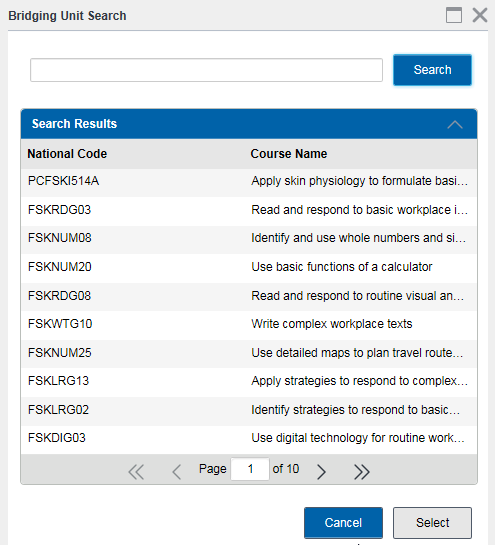 Bridging Unit Search
Search
Search Results
National Code Course Name
PCFSKI514A Apply skin physiology to formulate basi...
FSKRDG03 Read and respond to basic workplace i...
FSKNUM08 Identify and use whole numbers and si...
FSKNUM20 Use basic functions of a calculator
FSKRDG08 Read and respond to routine visual an...
FSKWTG10 Write complex workplace texts
FSKNUM25 Use detailed maps to plan travel route...
FSKLRG13 Apply strategies to respond to complex...
FSKLRG02 Identify strategies to respond to basic...
FSKDIG03 Use digital technology for routine work...
Page 1 of 10
Cancel Select